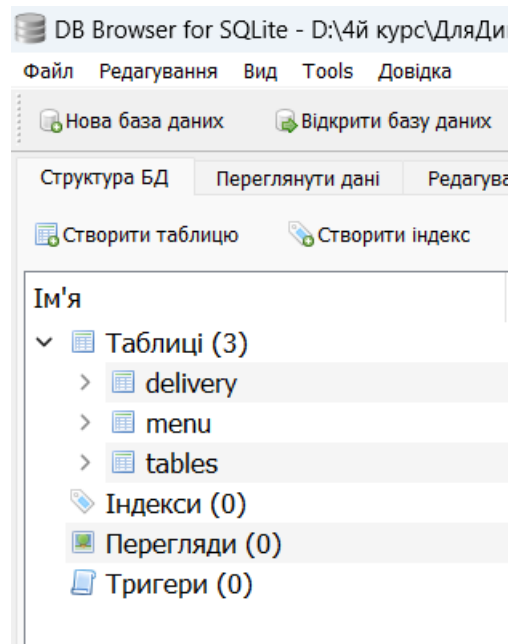 DB Browser for SQLite - D:\4й курс\ДляДи
Файл Редагування Вид Tools Довідка
Нова база даних Відкрити базу даних
Структура БД Переглянути дані Редагува
Створити таблицю Створити індекс
Ім'я
Таблиці (3)
delivery
menu
tables
Індекси (0)
Перегляди (0)
Тригери (0)